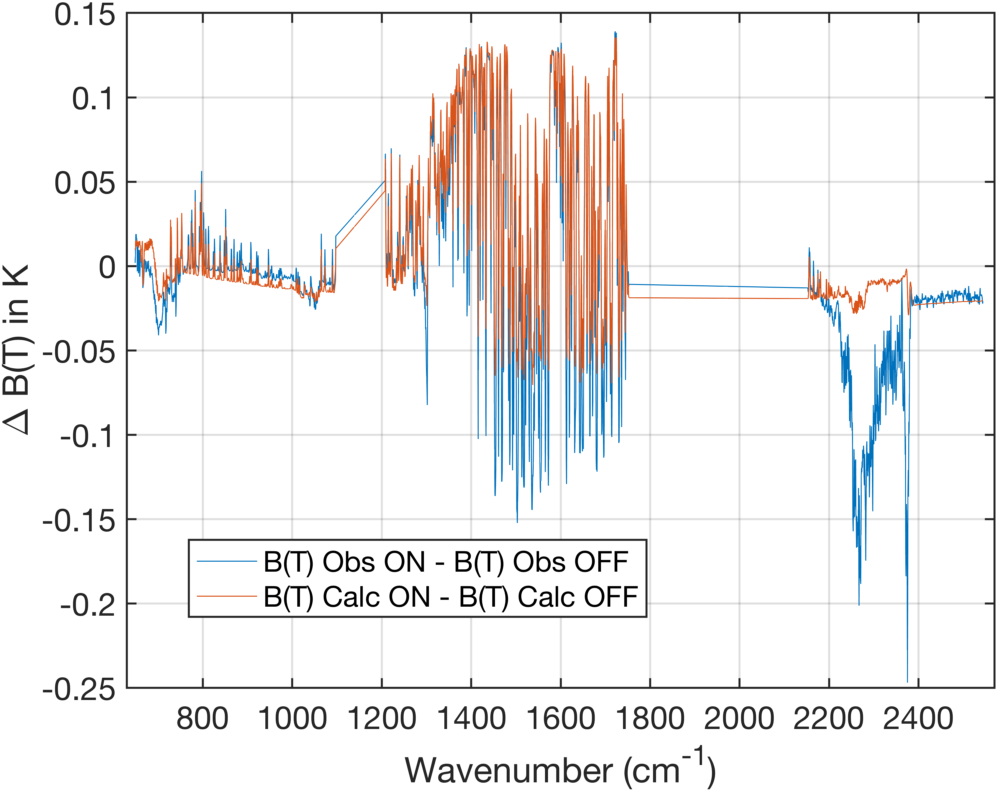 0.15
0.1
0.05
0
-0.05
-0.1
-0.15
-0.2
-0.25
Δ B(T) in K
B(T) Obs ON - B(T) Obs OFF
B(T) Calc ON - B(T) Calc OFF
800 1000 1200 1400 1600 1800 2000 2200 2400
Wavenumber (cm⁻¹)